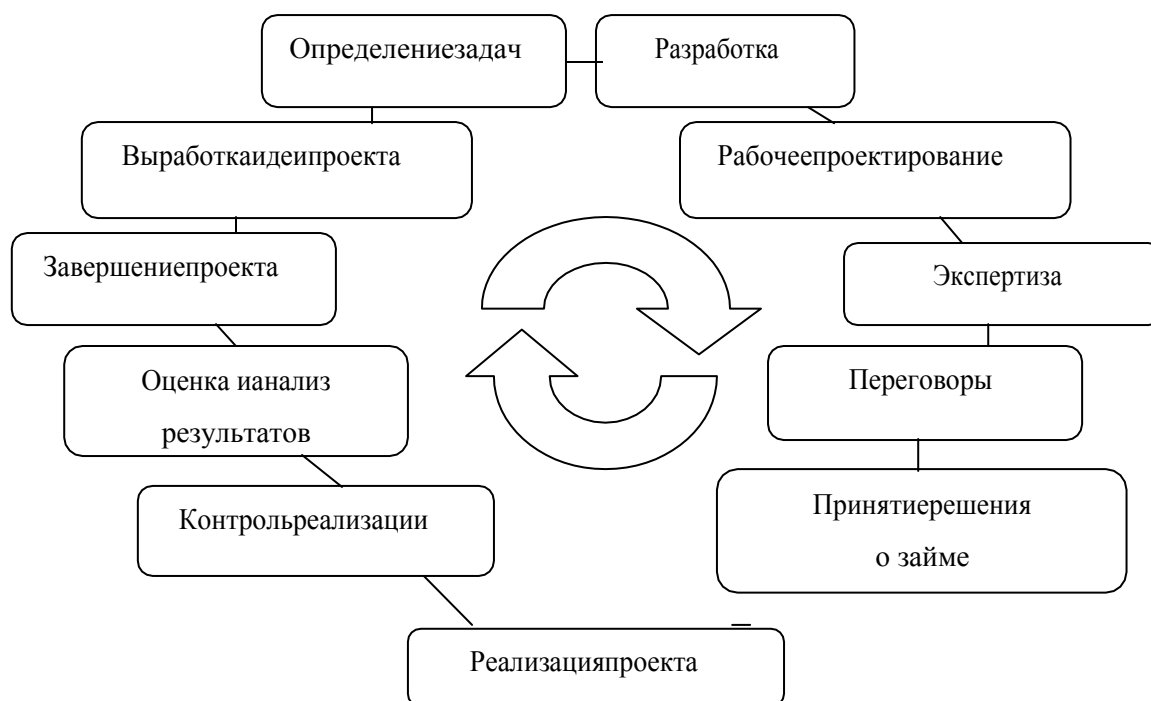 Определениезадач
Разработка
Выработкаидеипроекта
Рабочеепроектирование
Завершениепроекта
Экспертиза
Оценка ианализ
результатов
Переговоры
Контрольреализации
Принятиерешения
о займе
Реализацияпроекта